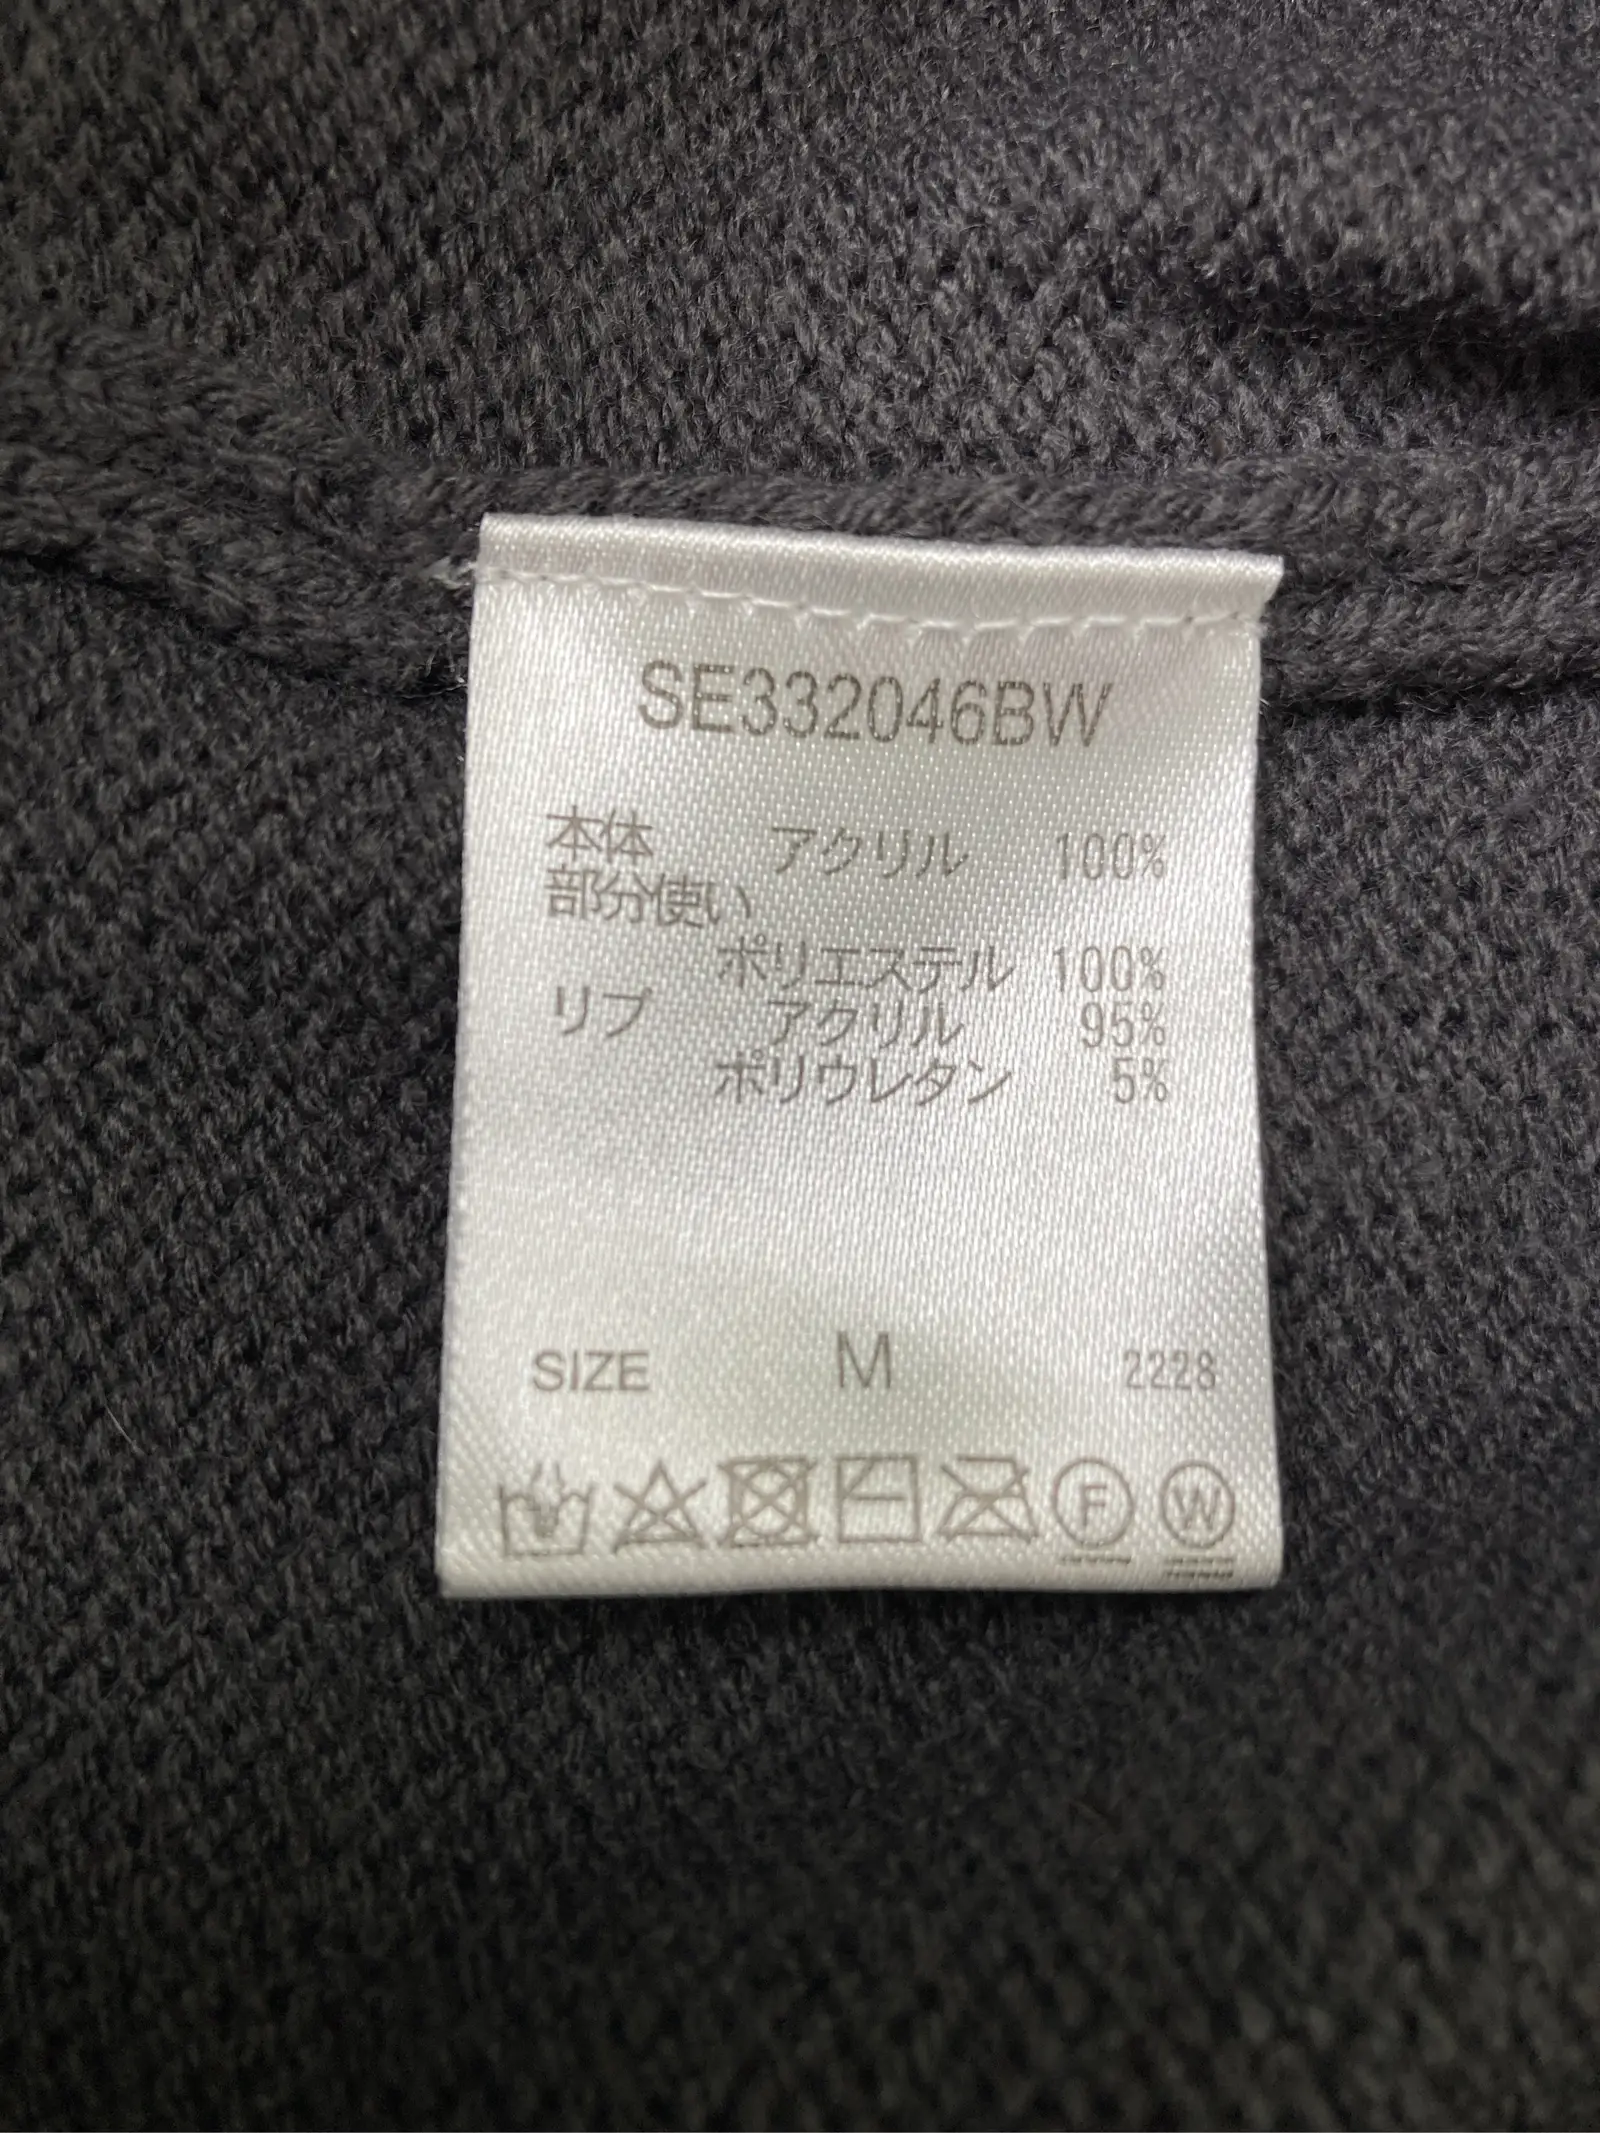 SE332046BW
本体 アクリル 100%
部分使い
ポリエステル 100%
リブ アクリル 95%
ポリウレタン 5%
SIZE M 2228
F W